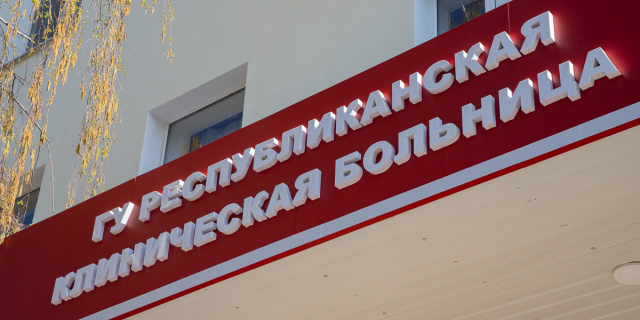 ГУ РЕСПУБЛИКАНСКАЯ
КЛИНИЧЕСКАЯ БОЛЬНИЦА